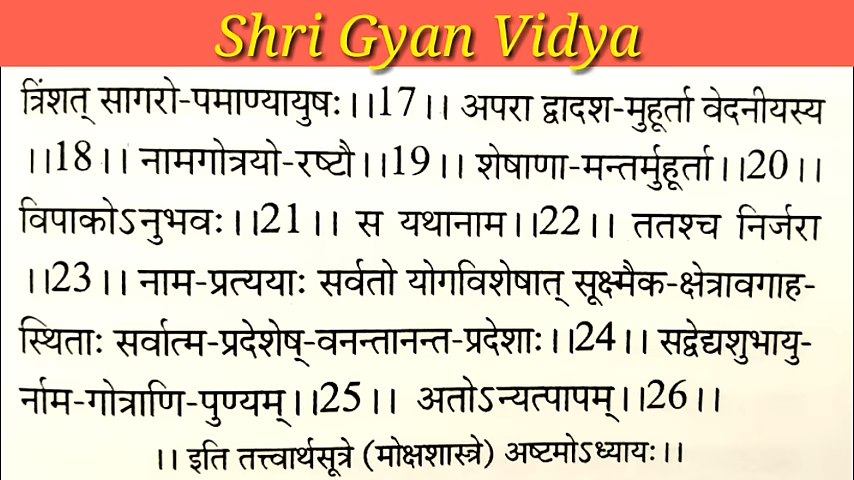 Shri Gyan Vidya
त्रिंशत् सागरो-पमाण्यायुषः।।17।। अपरा द्वादश-मुहूर्ता वेदनीयस्य
।।18।। नामगोत्रयो-रष्टौ।।19।। शेषाणा-मन्तर्मुहूर्ता।।20।।
विपाकोऽनुभवः।।21।। स यथानाम।।22।। ततश्च निर्जरा
।।23।। नाम-प्रत्ययाः सर्वतो योगविशेषात् सूक्ष्मैक-क्षेत्रावगाह-
स्थिताः सर्वात्म-प्रदेशेष्-वनन्तानन्त-प्रदेशाः।।24।। सद्वेद्यशुभायु-
र्नाम-गोत्राणि-पुण्यम्।।25।। अतोऽन्यत्पापम्।।26।।
।। इति तत्त्वार्थसूत्रे (मोक्षशास्त्रे) अष्टमोऽध्यायः।।